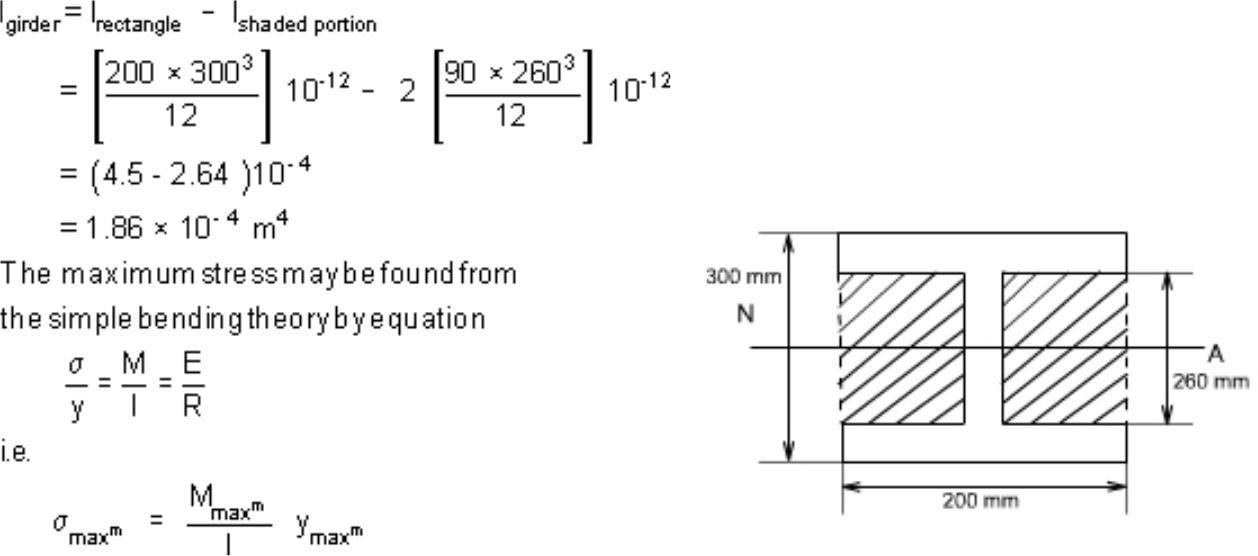 I_girder = I_rectangle - I_shaded portion
= [200 × 300³ / 12] 10⁻¹² - 2 [90 × 260³ / 12] 10⁻¹²
= (4.5 - 2.64 )10⁻⁴
= 1.86 × 10⁻⁴ m⁴
The maximum stress may be found from
the simple bending theory by equation
σ/y = M/I = E/R
i.e.
σ_maxᵐ = M_maxᵐ / I y_maxᵐ
300 mm
N
A
260 mm
200 mm